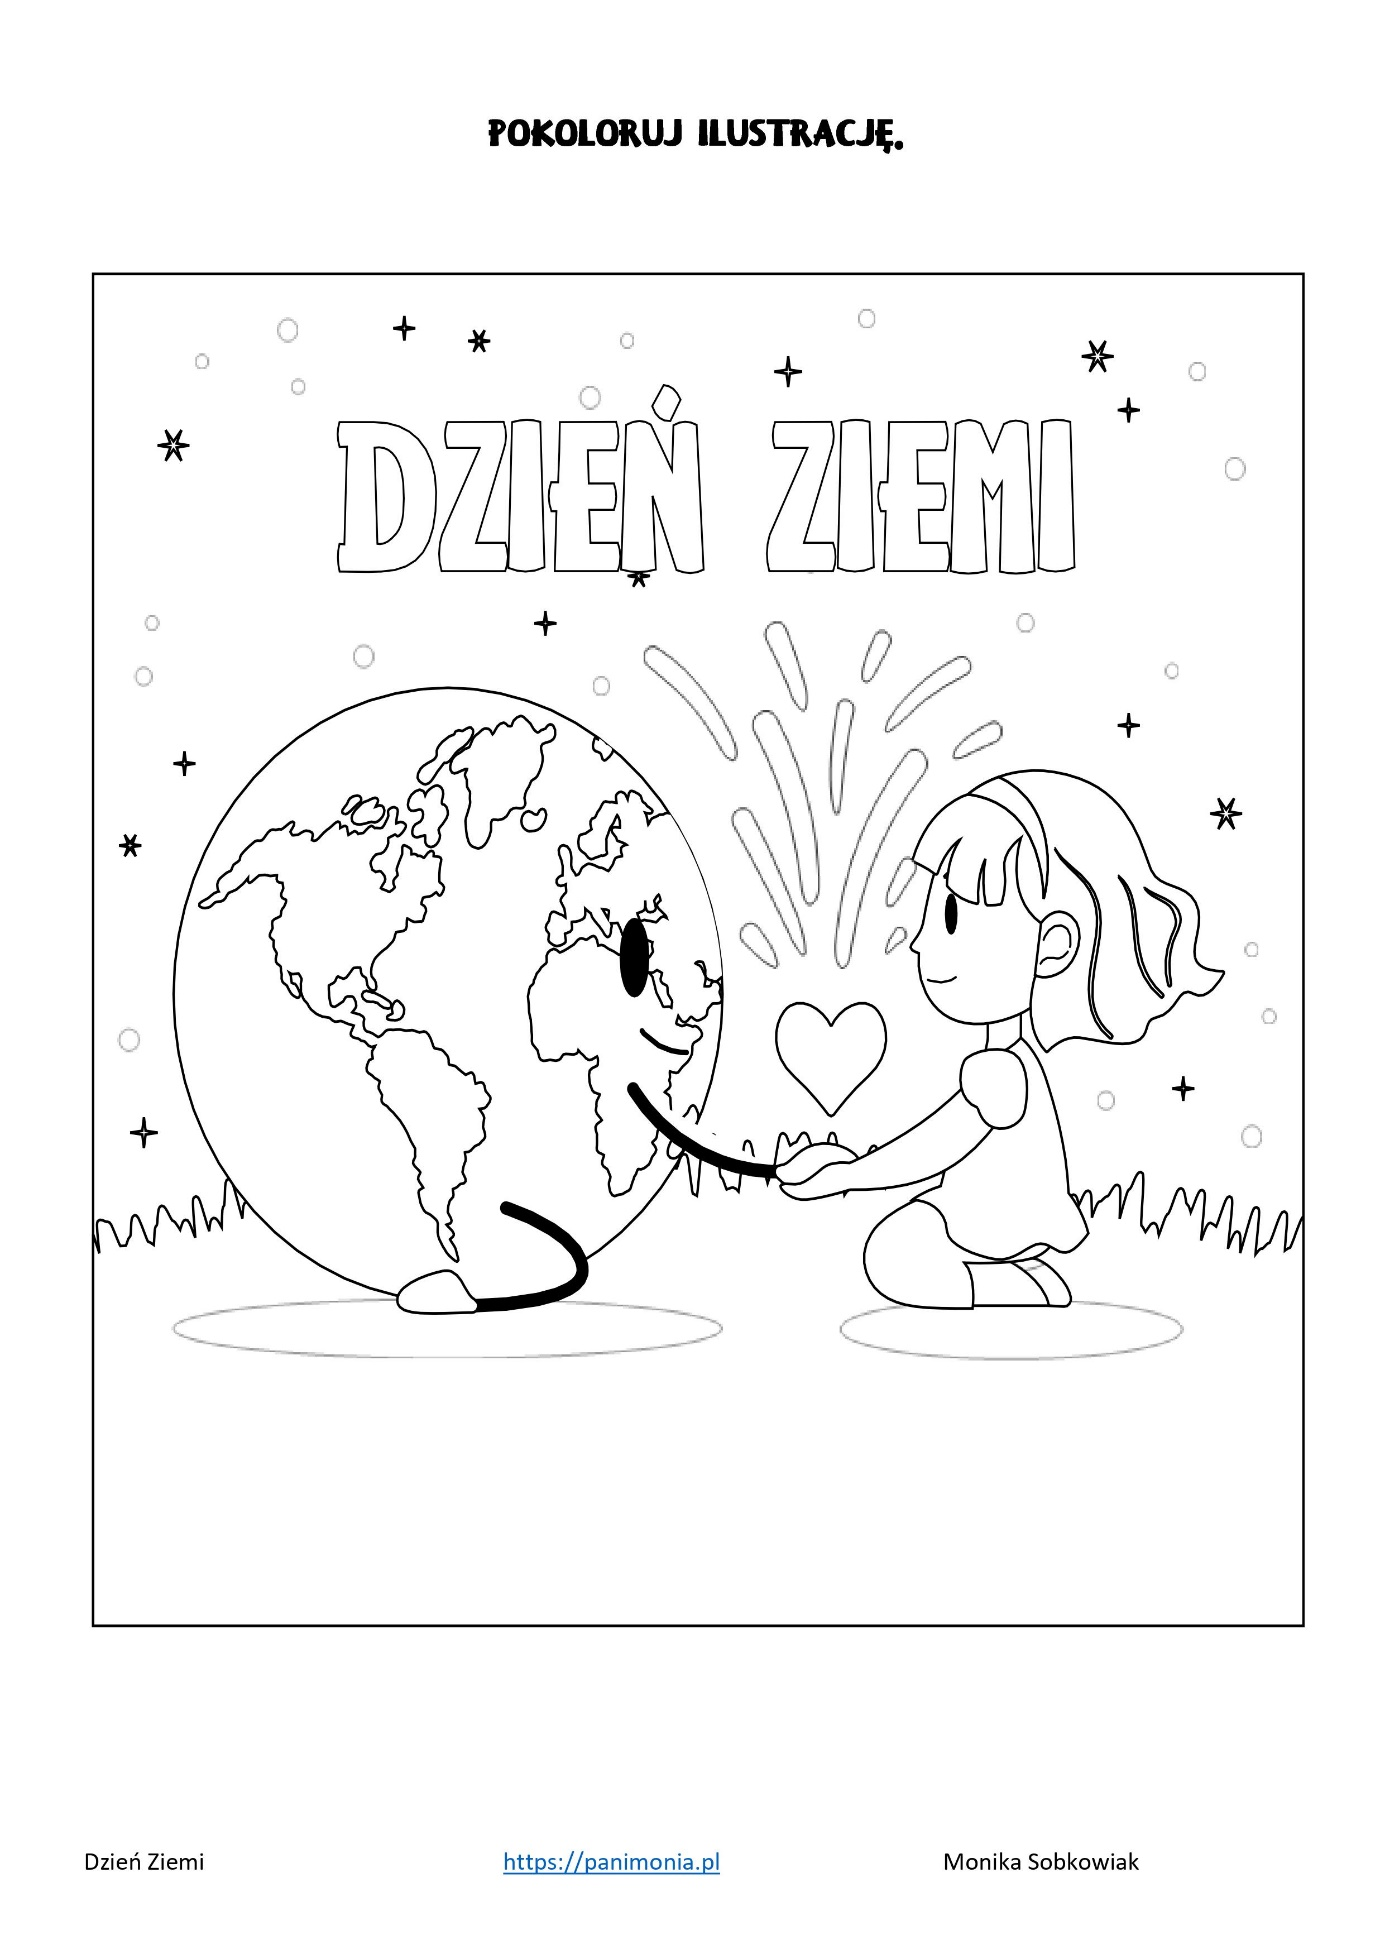 POKOLORUJ ILUSTRACJĘ.
DZIEŃ ZIEMI
Dzień Ziemi https://panimonia.pl Monika Sobkowiak